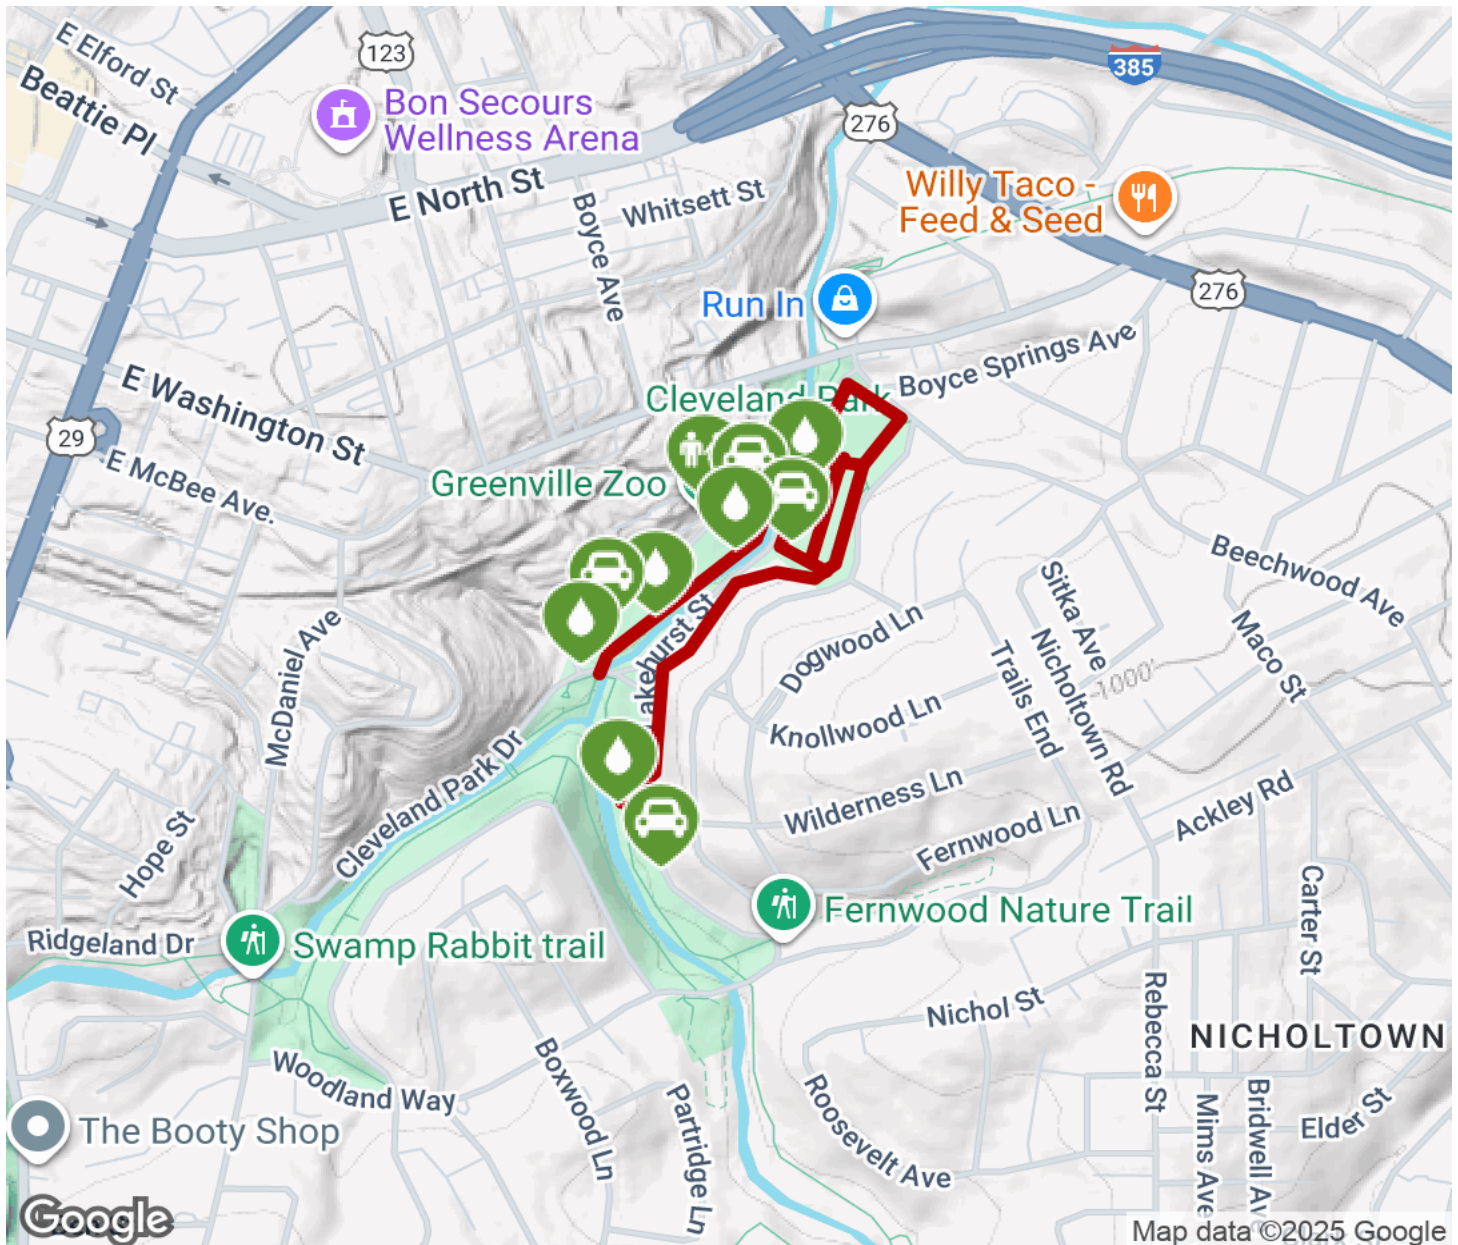 E Elford St
123
Beattie Pl
Bon Secours
Wellness Arena
385
276
E North St
Willy Taco -
Feed & Seed
Whitsett St
Boyce Ave
276
Run In
Boyce Springs Ave
E Washington St
Cleveland Park
29
E McBee Ave.
Greenville Zoo
Beechwood Ave
Sitka Ave
Dogwood Ln
McDaniel Ave
Maco St
Trails End
Nicholtown Rd
1000'
Knollwood Ln
Cleveland Park Dr
Wilderness Ln
Ackley Rd
Hope St
Fernwood Ln
Carter St
Fernwood Nature Trail
Ridgeland Dr
Swamp Rabbit trail
Nichol St
Rebecca St
NICHOLTOWN
Woodland Way
Boxwood Ln
Partridge Ln
Roosevelt Ave
Mims Ave
Bridwell Ave
Elder St
The Booty Shop
Google
Map data ©2025 Google